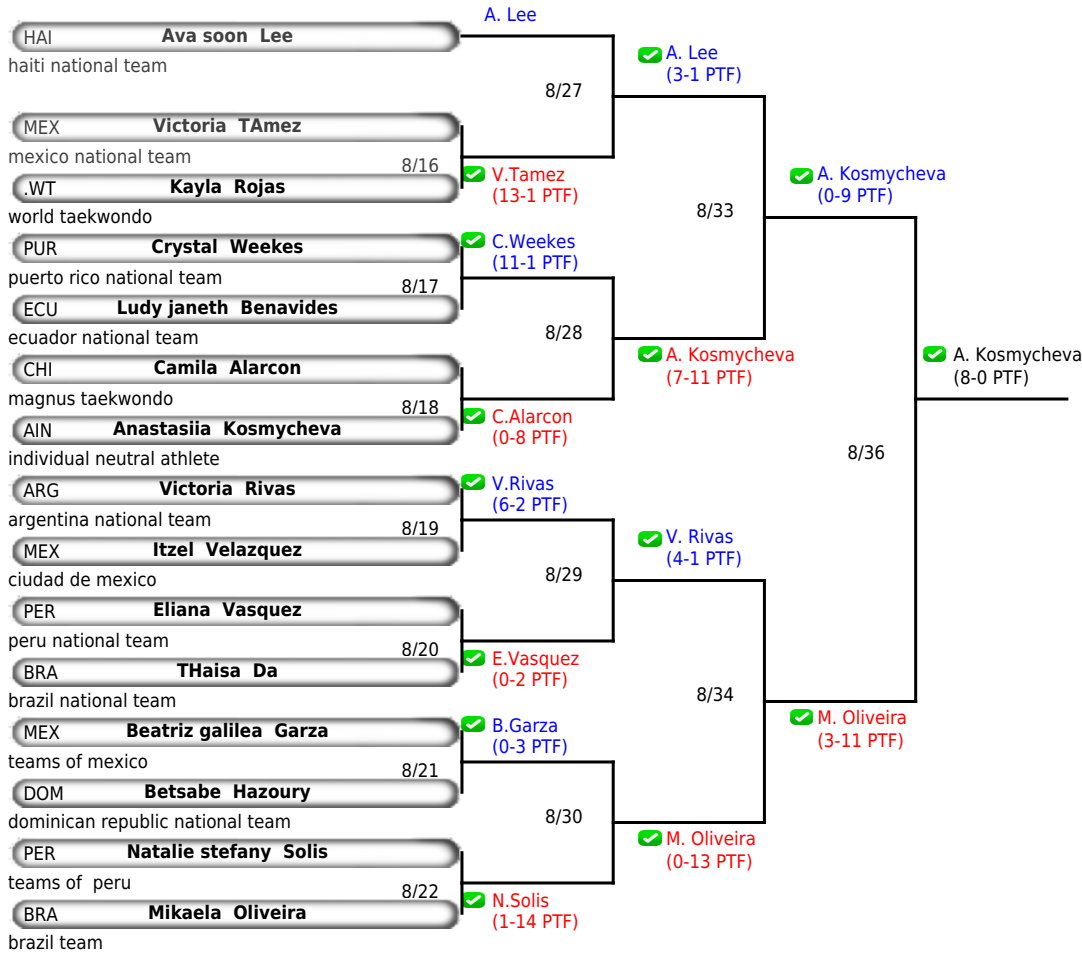 A. Lee
HAI Ava soon Lee
haiti national team
A. Lee
(3-1 PTF)
8/27
MEX Victoria TAmez
mexico national team
8/16
V.Tamez
(13-1 PTF)
.WT Kayla Rojas
world taekwondo
A. Kosmycheva
(0-9 PTF)
8/33
PUR Crystal Weekes
puerto rico national team
C.Weekes
(11-1 PTF)
8/17
ECU Ludy janeth Benavides
ecuador national team
8/28
CHI Camila Alarcon
magnus taekwondo
A. Kosmycheva
(7-11 PTF)
A. Kosmycheva
(8-0 PTF)
8/18
C.Alarcon
(0-8 PTF)
AIN Anastasiia Kosmycheva
individual neutral athlete
8/36
ARG Victoria Rivas
argentina national team
V.Rivas
(6-2 PTF)
8/19
MEX Itzel Velazquez
ciudad de mexico
V. Rivas
(4-1 PTF)
8/29
PER Eliana Vasquez
peru national team
8/20
E.Vasquez
(0-2 PTF)
BRA THaisa Da
brazil national team
8/34
MEX Beatriz galilea Garza
teams of mexico
B.Garza
(0-3 PTF)
M. Oliveira
(3-11 PTF)
8/21
DOM Betsabe Hazoury
dominican republic national team
8/30
M. Oliveira
(0-13 PTF)
PER Natalie stefany Solis
teams of peru
8/22
N.Solis
(1-14 PTF)
BRA Mikaela Oliveira
brazil team